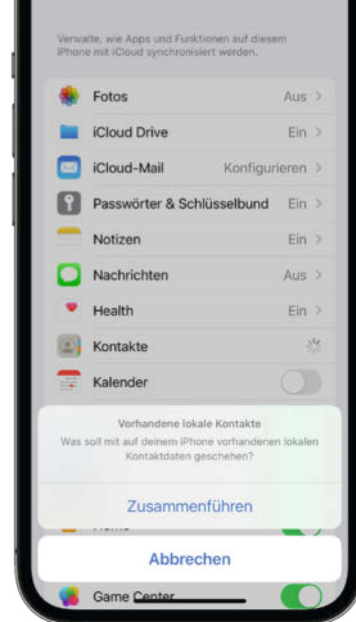 Verwalte, wie Apps und Funktionen auf diesem
iPhone mit iCloud synchronisiert werden.
Fotos Aus
iCloud Drive Ein
iCloud-Mail Konfigurieren
Passwörter & Schlüsselbund Ein
Notizen Ein
Nachrichten Aus
Health Ein
Kontakte
Kalender
Vorhandene lokale Kontakte
Was soll mit auf deinem iPhone vorhandenen lokalen
Kontaktdaten geschehen?
Zusammenführen
Abbrechen
Game Center